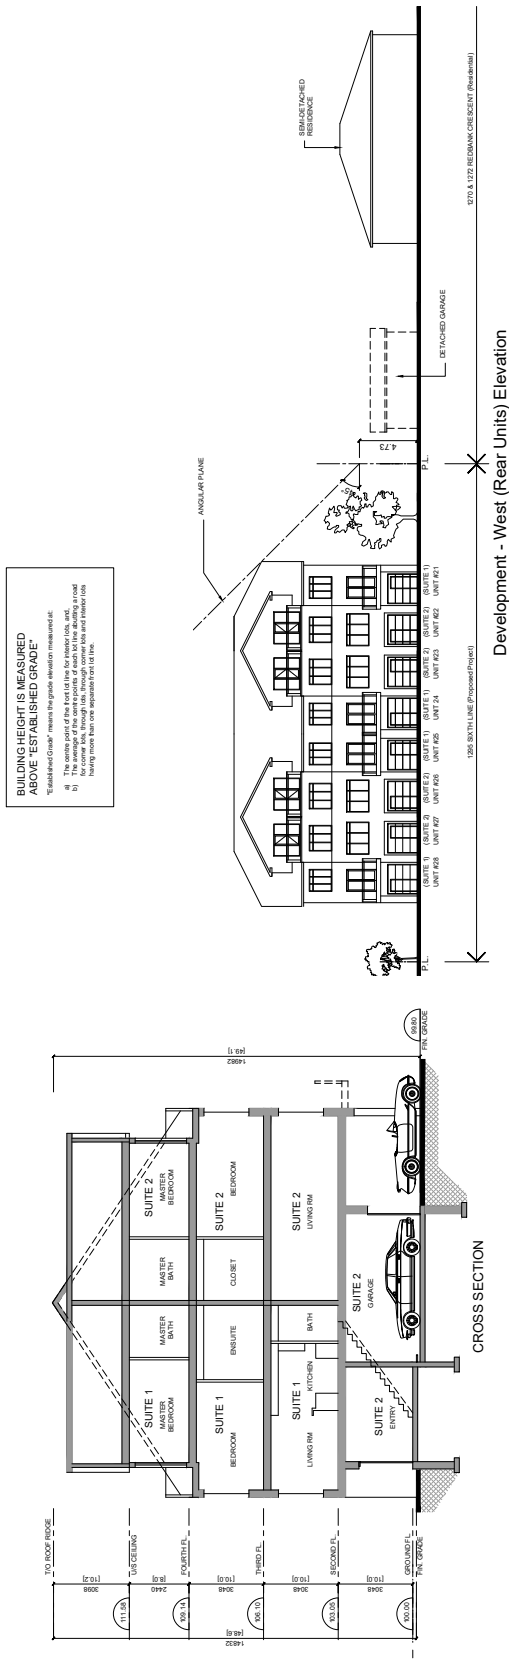 BUILDING HEIGHT IS MEASURED
ABOVE "ESTABLISHED GRADE"
"Established Grade" means the grade elevation measured at:
a) The centre point of the front lot line for interior lots, and,
b) The average of the centre points of each lot line abutting a road
for corner lots, through lots, through corner lots and interior lots
having more than one separate front lot line.
ANGULAR PLANE
SEMI-DETACHED
RESIDENCE
45°
4.73
DETACHED GARAGE
P.L.
P.L.
(SUITE 1)
UNIT #28
(SUITE 2)
UNIT #27
(SUITE 2)
UNIT #26
(SUITE 1)
UNIT #25
(SUITE 1)
UNIT 24
(SUITE 2)
UNIT #23
(SUITE 2)
UNIT #22
(SUITE 1)
UNIT #21
1295 SIXTH LINE (Proposed Project)
1270 & 1272 REDBANK CRESCENT (Residential)
Development - West (Rear Units) Elevation
T/O ROOF RIDGE
3098
[10.2]
U/S CEILING
111.58
2440
[8.0]
FOURTH FL.
109.14
3048
[10.0]
THIRD FL.
106.10
3048
[10.0]
SECOND FL.
103.05
3048
[10.0]
GROUND FL.
100.00
FIN. GRADE
14832
[48.6]
SUITE 1
MASTER
BEDROOM
MASTER
BATH
MASTER
BATH
SUITE 2
MASTER
BEDROOM
SUITE 1
BEDROOM
ENSUITE
CLOSET
SUITE 2
BEDROOM
SUITE 1
LIVING RM
KITCHEN
BATH
SUITE 2
LIVING RM
SUITE 2
ENTRY
SUITE 2
GARAGE
14982
[49.1]
99.80
FIN. GRADE
CROSS SECTION